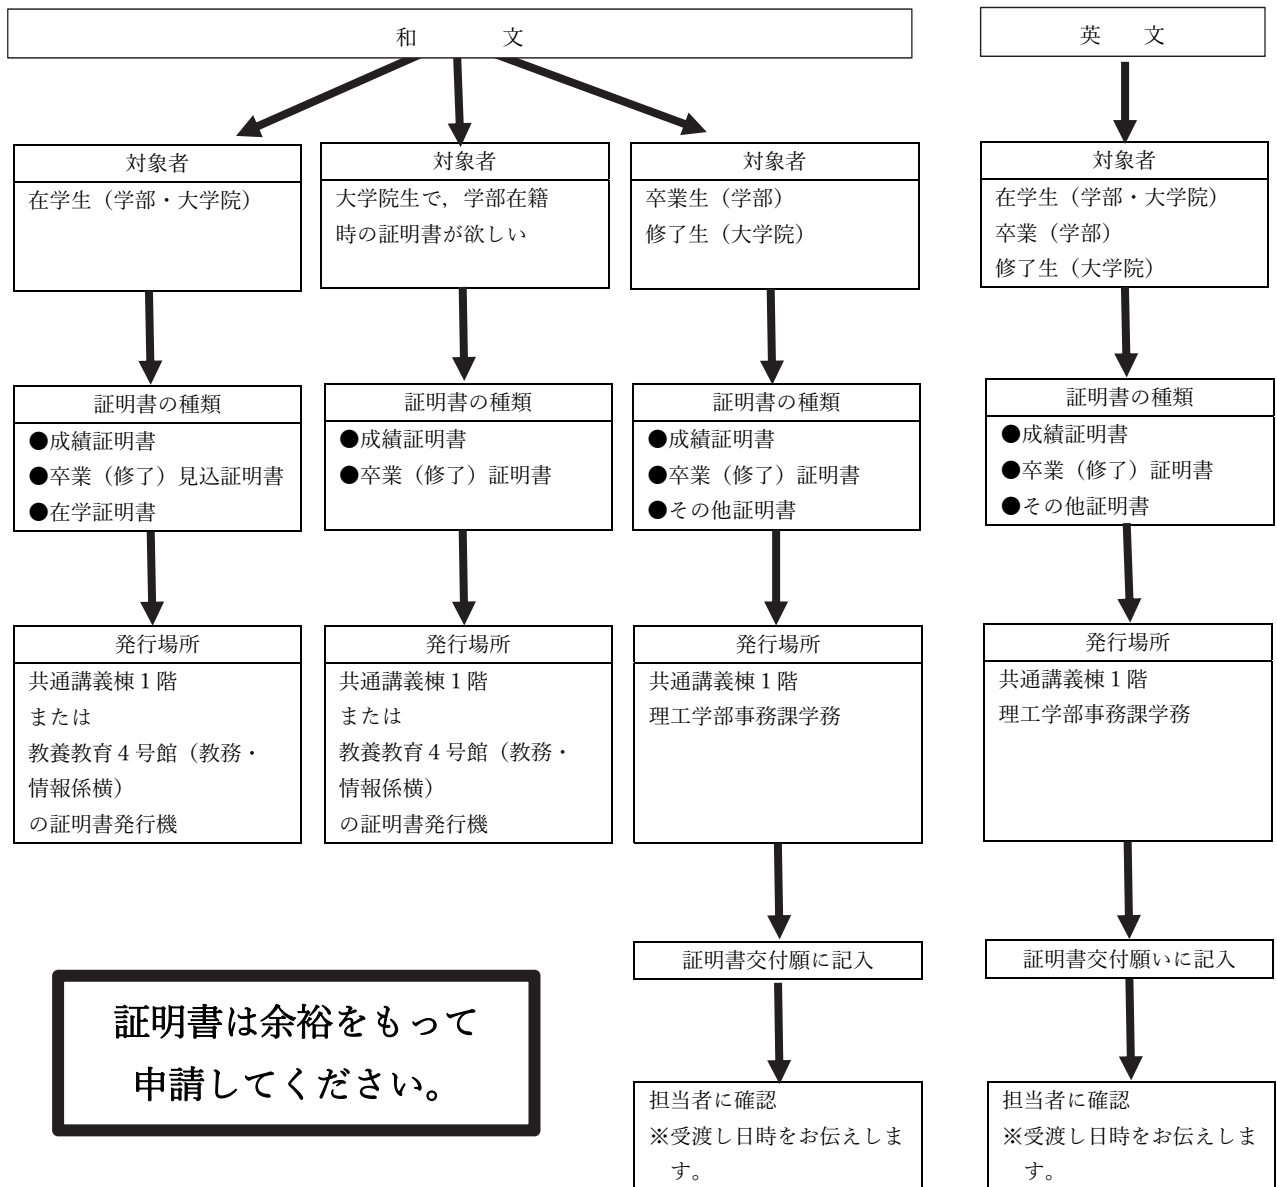 和　　　　文
対象者
在学生（学部・大学院）
証明書の種類
●成績証明書
●卒業（修了）見込証明書
●在学証明書
発行場所
共通講義棟１階
または
教養教育４号館（教務・
情報係横）
の証明書発行機
対象者
大学院生で，学部在籍
時の証明書が欲しい
証明書の種類
●成績証明書
●卒業（修了）証明書
発行場所
共通講義棟１階
または
教養教育４号館（教務・
情報係横）
の証明書発行機
対象者
卒業生（学部）
修了生（大学院）
証明書の種類
●成績証明書
●卒業（修了）証明書
●その他証明書
発行場所
共通講義棟１階
理工学部事務課学務
証明書交付願に記入
担当者に確認
※受渡し日時をお伝えしま
す。
英　　文
対象者
在学生（学部・大学院）
卒業（学部）
修了生（大学院）
証明書の種類
●成績証明書
●卒業（修了）証明書
●その他証明書
発行場所
共通講義棟１階
理工学部事務課学務
証明書交付願いに記入
担当者に確認
※受渡し日時をお伝えしま
す。
証明書は余裕をもって
申請してください。